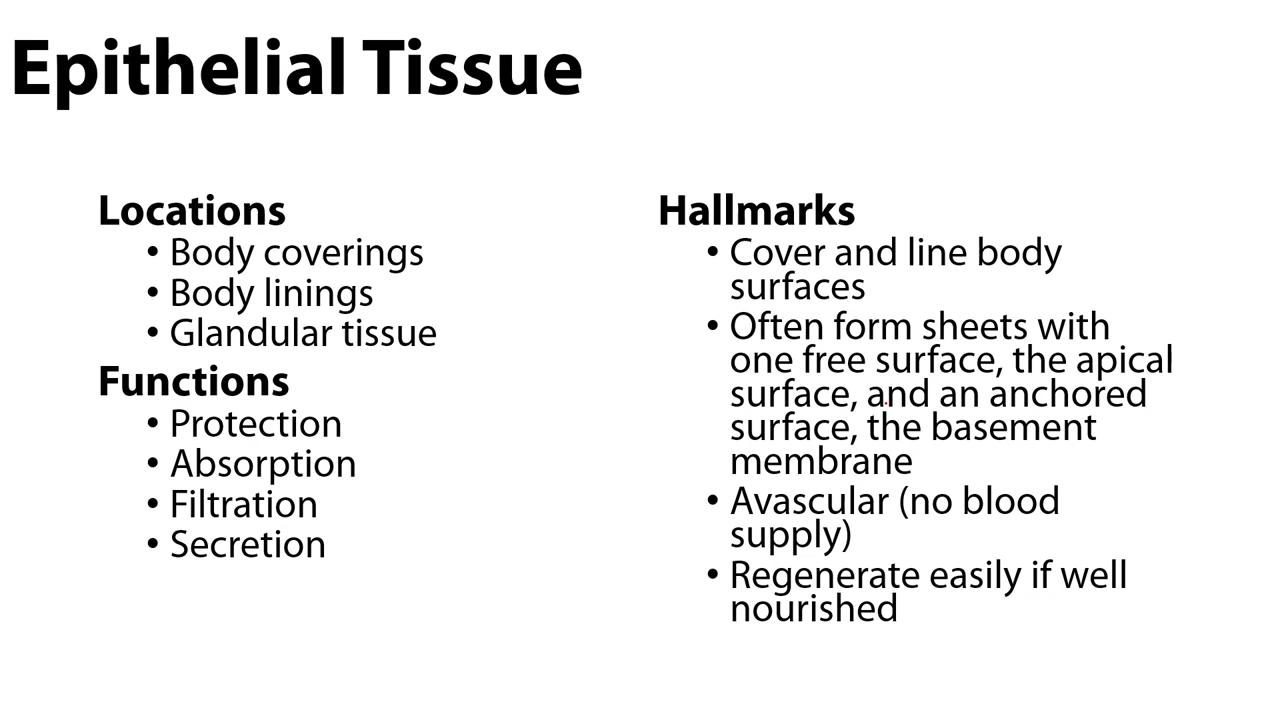 Epithelial Tissue
Locations
• Body coverings
• Body linings
• Glandular tissue
Functions
• Protection
• Absorption
• Filtration
• Secretion
Hallmarks
• Cover and line body
surfaces
• Often form sheets with
one free surface, the apical
surface, and an anchored
surface, the basement
membrane
• Avascular (no blood
supply)
• Regenerate easily if well
nourished